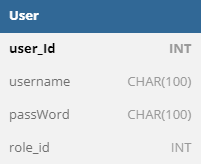 User
user_Id INT
username CHAR(100)
passWord CHAR(100)
role_id INT